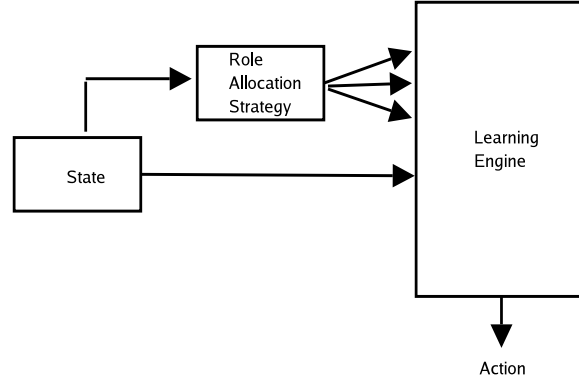 Role
Allocation
Strategy
State
Learning
Engine
Action